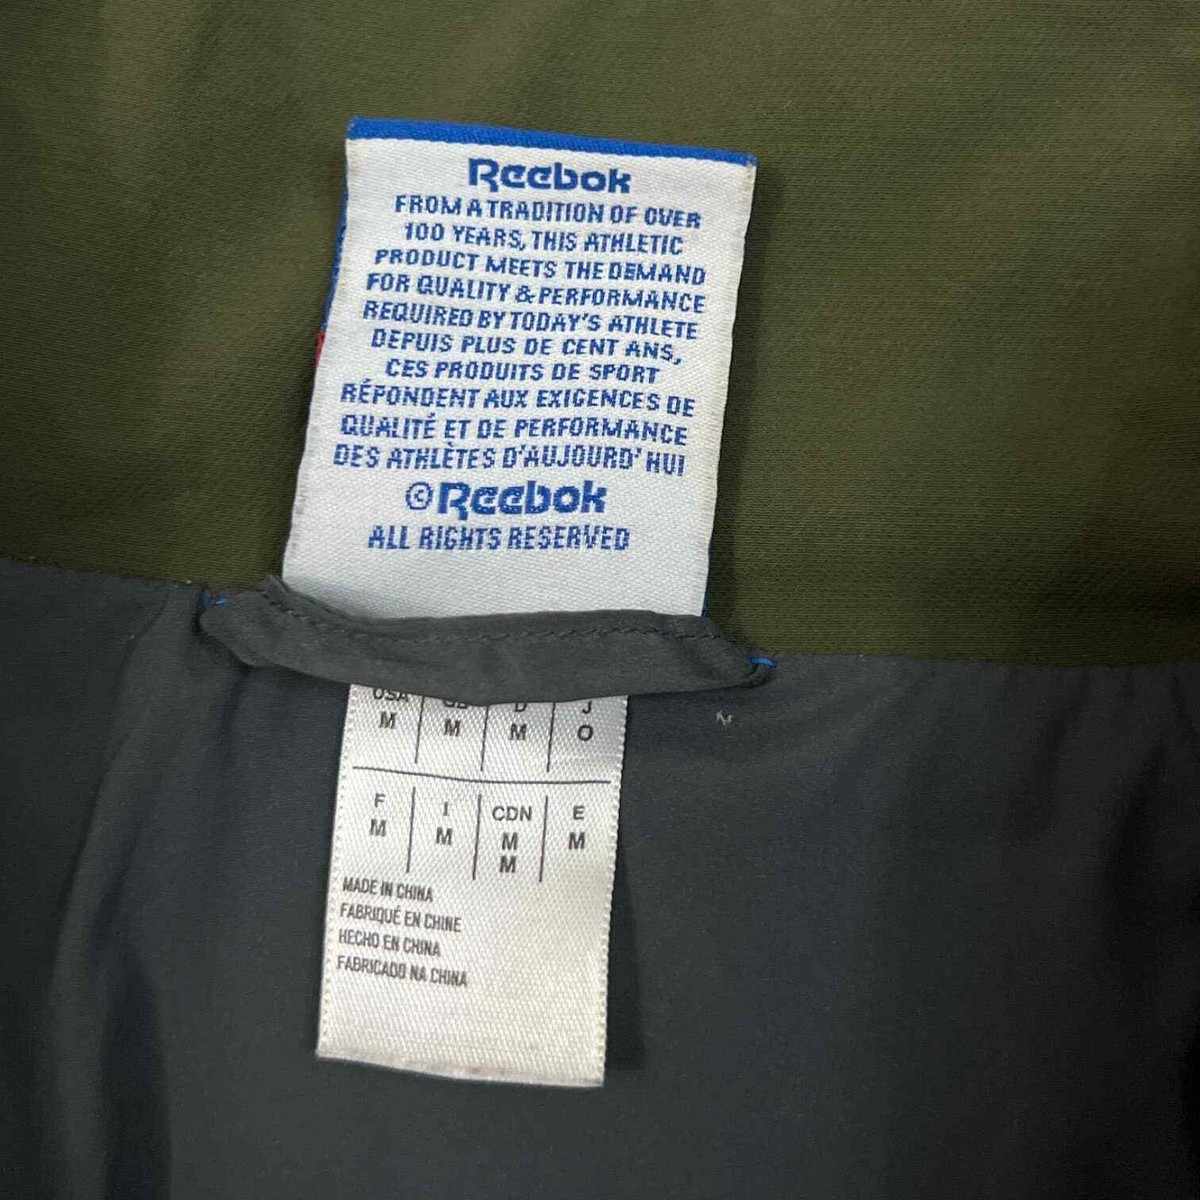 Reebok
FROM A TRADITION OF OVER
100 YEARS, THIS ATHLETIC
PRODUCT MEETS THE DEMAND
FOR QUALITY & PERFORMANCE
REQUIRED BY TODAY'S ATHLETE
DEPUIS PLUS DE CENT ANS,
CES PRODUITS DE SPORT
RÉPONDENT AUX EXIGENCES DE
QUALITÉ ET DE PERFORMANCE
DES ATHLÈTES D'AUJOURD' HUI
©Reebok
ALL RIGHTS RESERVED
USA GB D J
M M M O
F I CDN E
M M M M
M
MADE IN CHINA
FABRIQUÉ EN CHINE
HECHO EN CHINA
FABRICADO NA CHINA